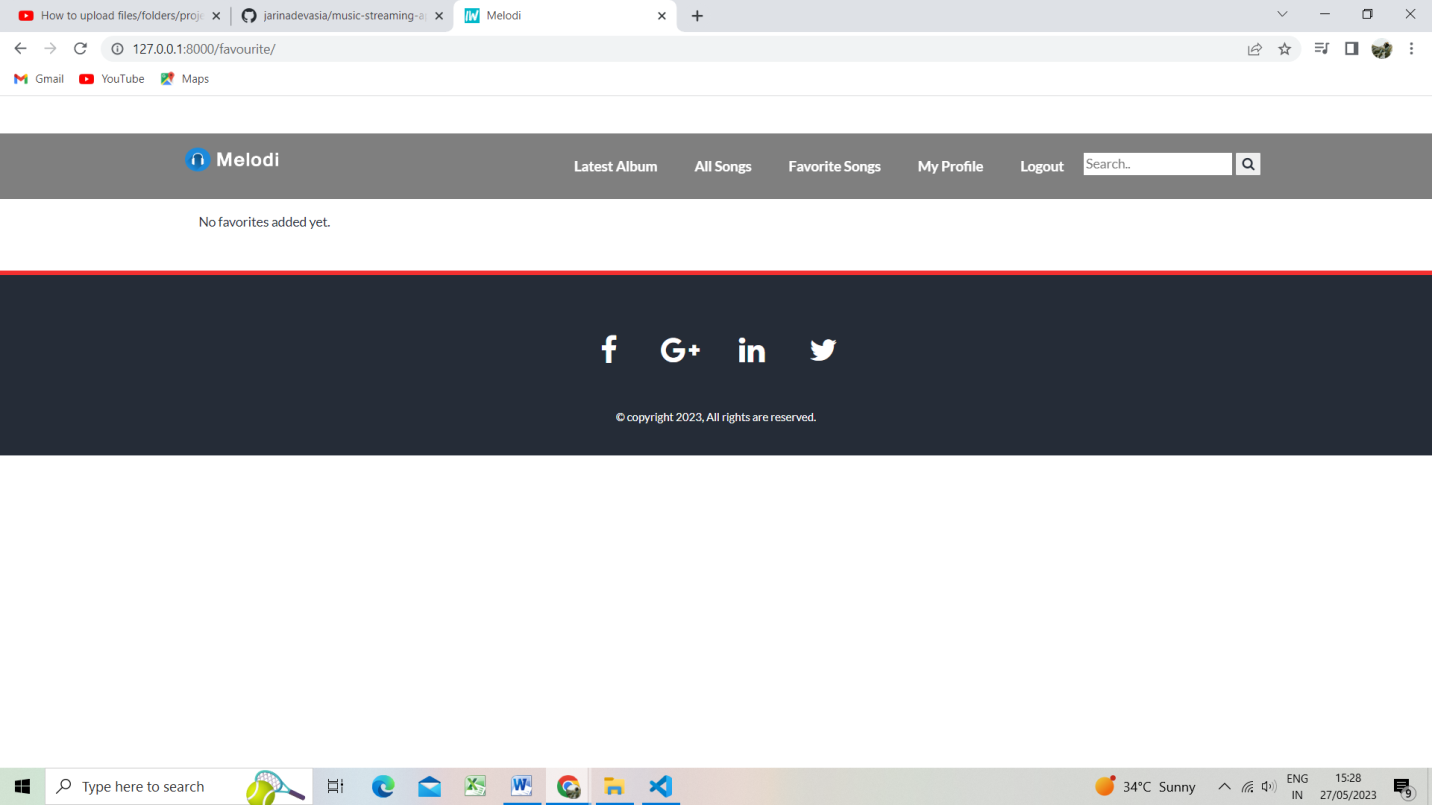 How to upload files/folders/proje
jarinadevasia/music-streaming-a
Melodi
127.0.0.1:8000/favourite/
Gmail
YouTube
Maps
Melodi
Latest Album
All Songs
Favorite Songs
My Profile
Logout
Search..
No favorites added yet.
f
G+
in
© copyright 2023, All rights are reserved.
Type here to search
34°C Sunny
ENG
IN
15:28
27/05/2023
9